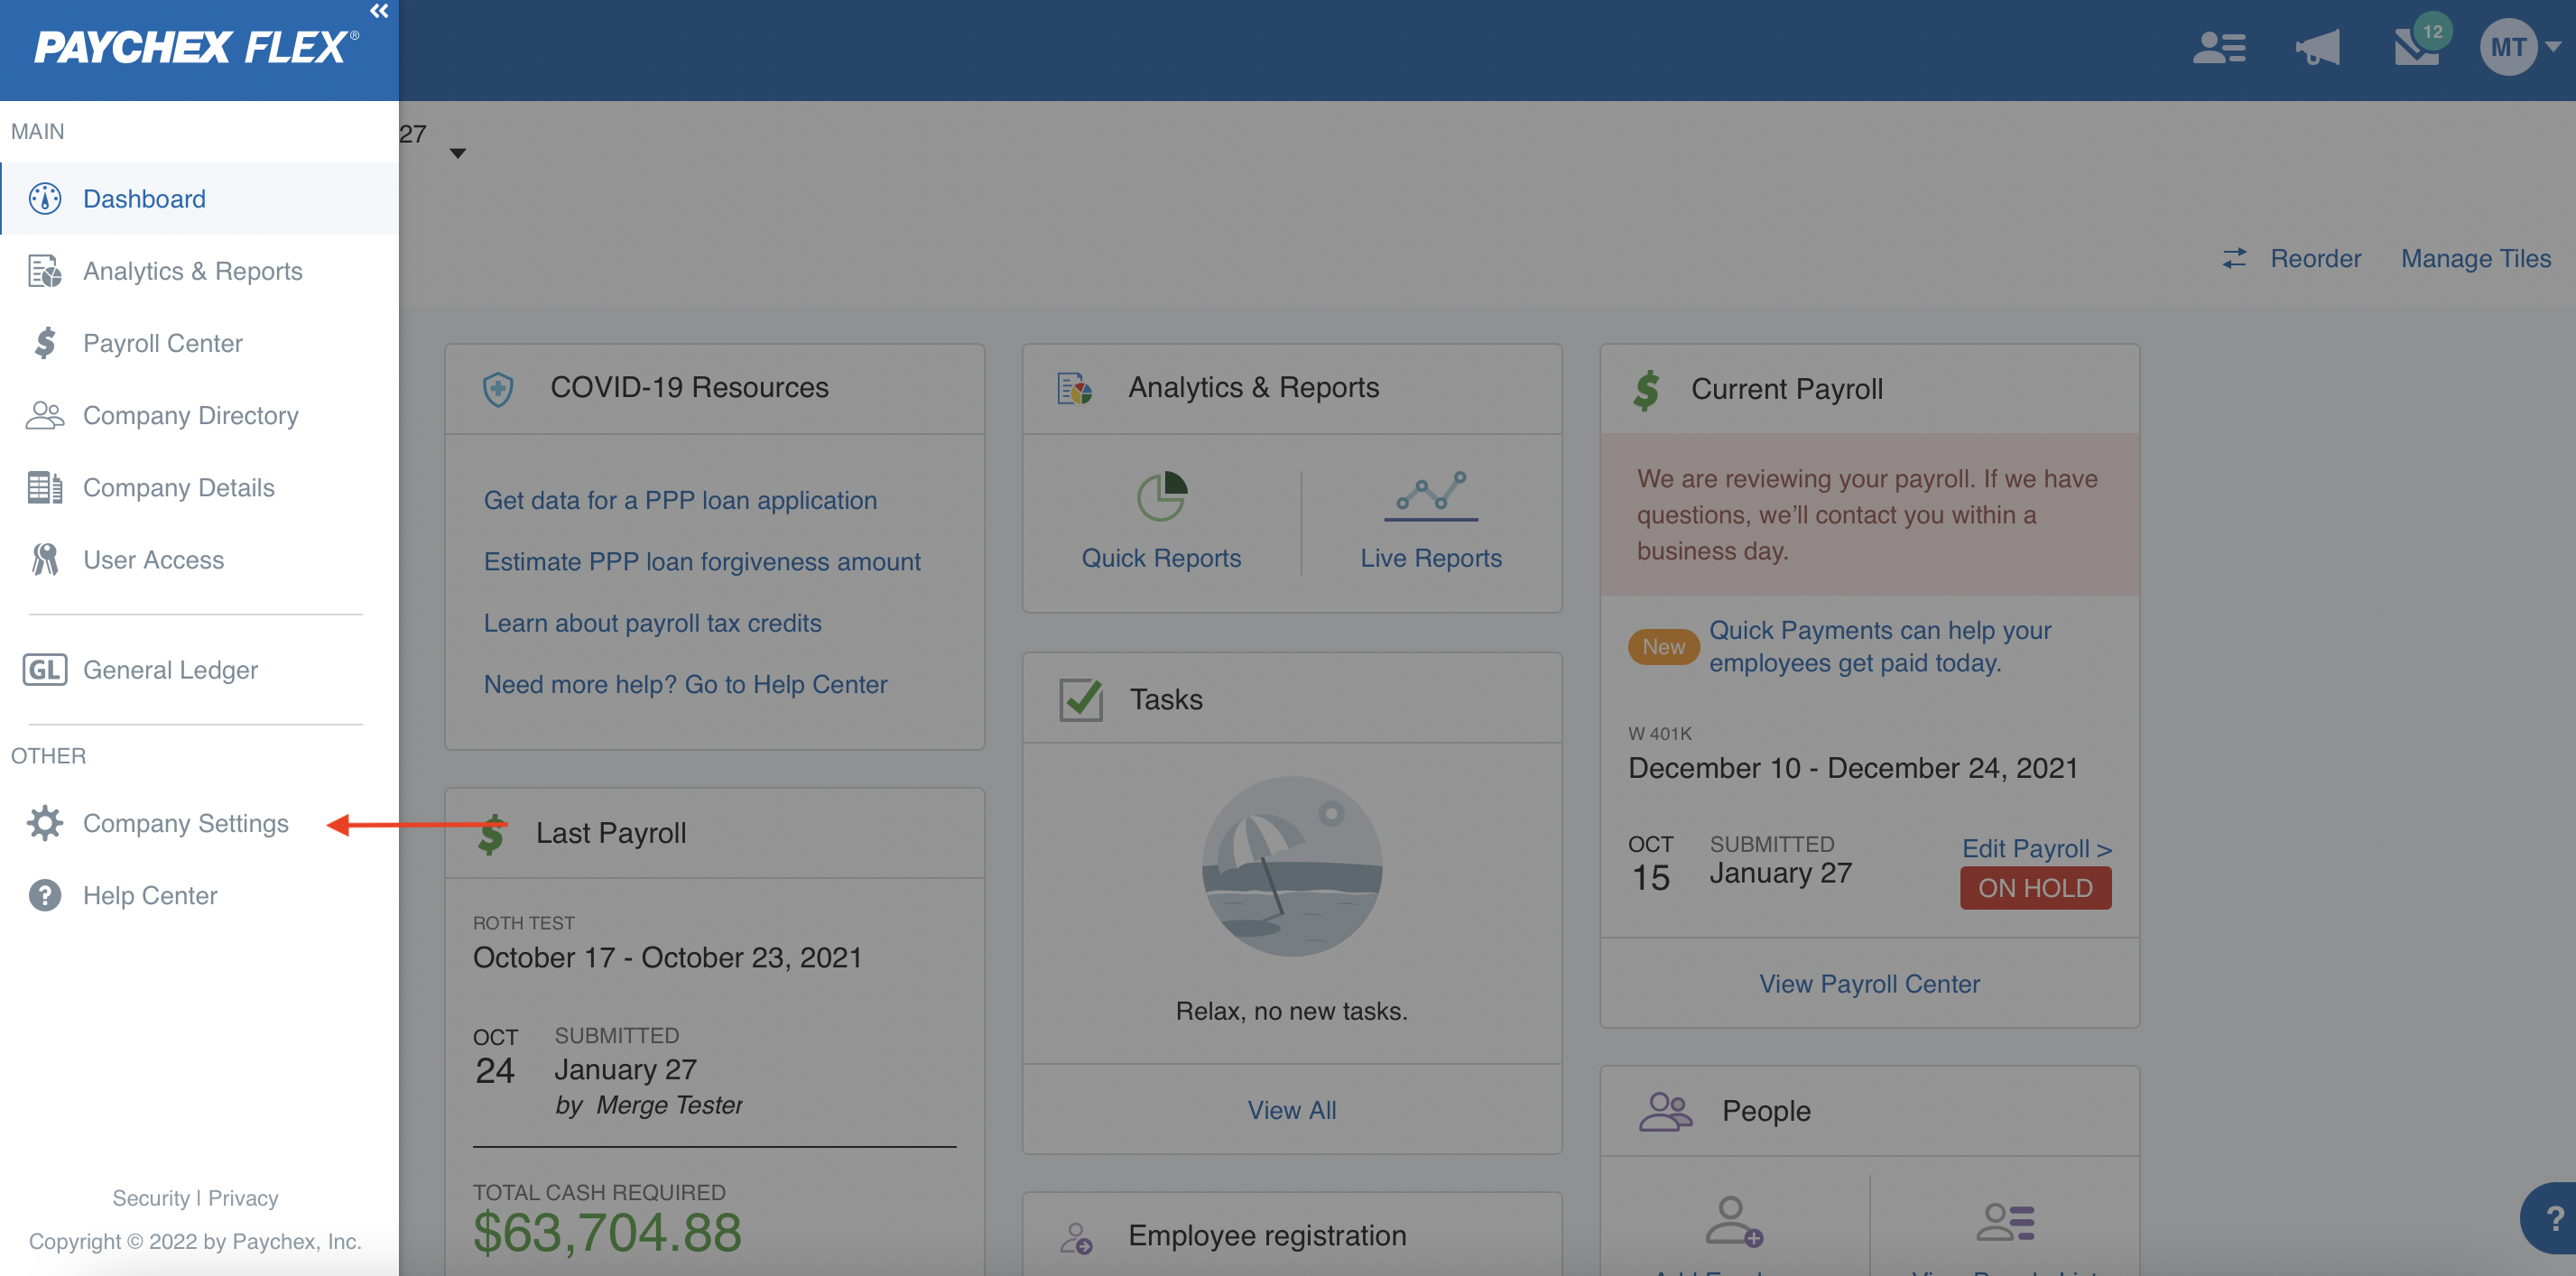 PAYCHEX FLEX®
12
MT
MAIN
27
Dashboard
Analytics & Reports
Payroll Center
Company Directory
Company Details
User Access
GL General Ledger
OTHER
Company Settings
Help Center
Security | Privacy
Copyright © 2022 by Paychex, Inc.
Reorder
Manage Tiles
COVID-19 Resources
Get data for a PPP loan application
Estimate PPP loan forgiveness amount
Learn about payroll tax credits
Need more help? Go to Help Center
Last Payroll
ROTH TEST
October 17 - October 23, 2021
OCT
24
SUBMITTED
January 27
by Merge Tester
TOTAL CASH REQUIRED
$63,704.88
Analytics & Reports
Quick Reports
Live Reports
Tasks
Relax, no new tasks.
View All
Employee registration
Current Payroll
We are reviewing your payroll. If we have
questions, we’ll contact you within a
business day.
New
Quick Payments can help your
employees get paid today.
W 401K
December 10 - December 24, 2021
OCT
15
SUBMITTED
January 27
Edit Payroll >
ON HOLD
View Payroll Center
People
?